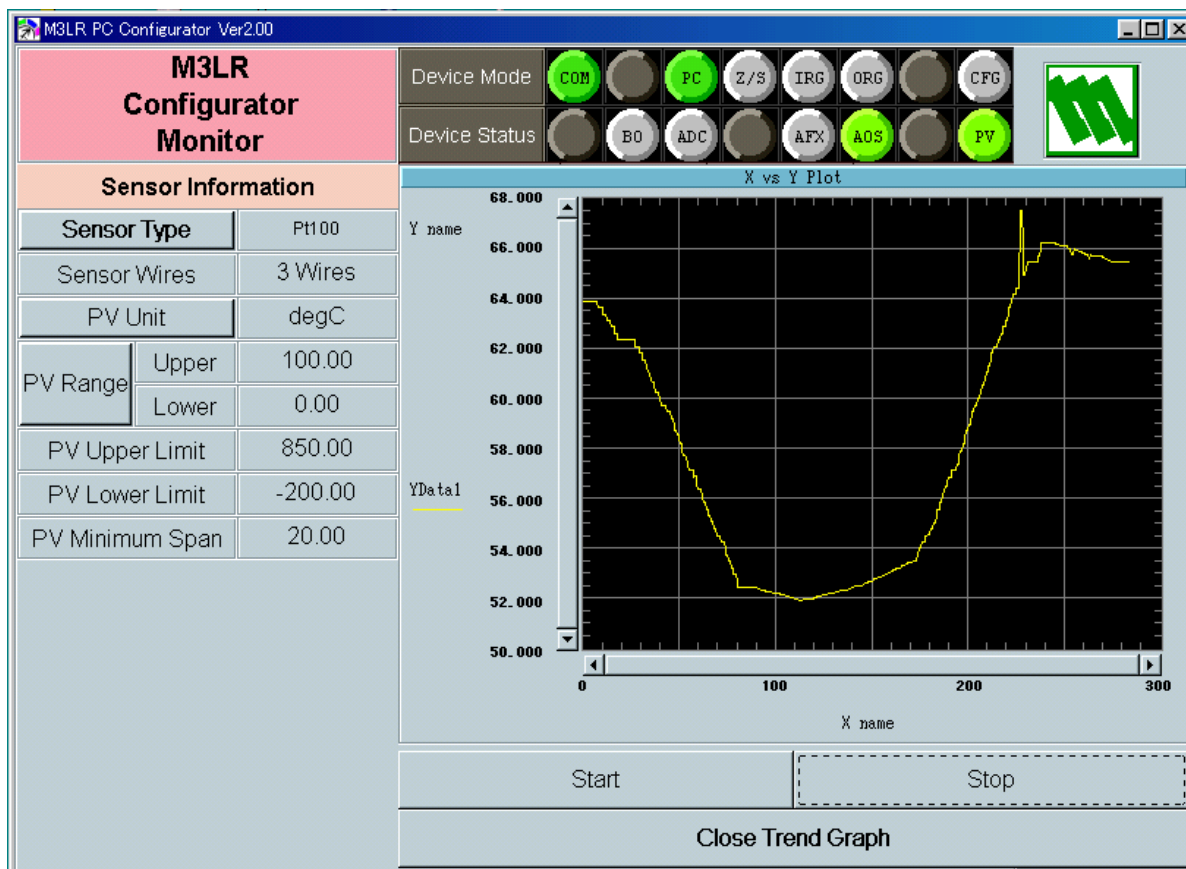 M3LR PC Configurator Ver2.00
M3LR
Configurator
Monitor
Device Mode COM PC Z/S IRG ORG CFG
Device Status BO ADC AFX AOS PV
Sensor Information
Sensor Type Pt100
Sensor Wires 3 Wires
PV Unit degC
PV Range Upper 100.00
Lower 0.00
PV Upper Limit 850.00
PV Lower Limit -200.00
PV Minimum Span 20.00
X vs Y Plot
Y name
YData1
68.000
66.000
64.000
62.000
60.000
58.000
56.000
54.000
52.000
50.000
0 100 200 300
X name
Start Stop
Close Trend Graph